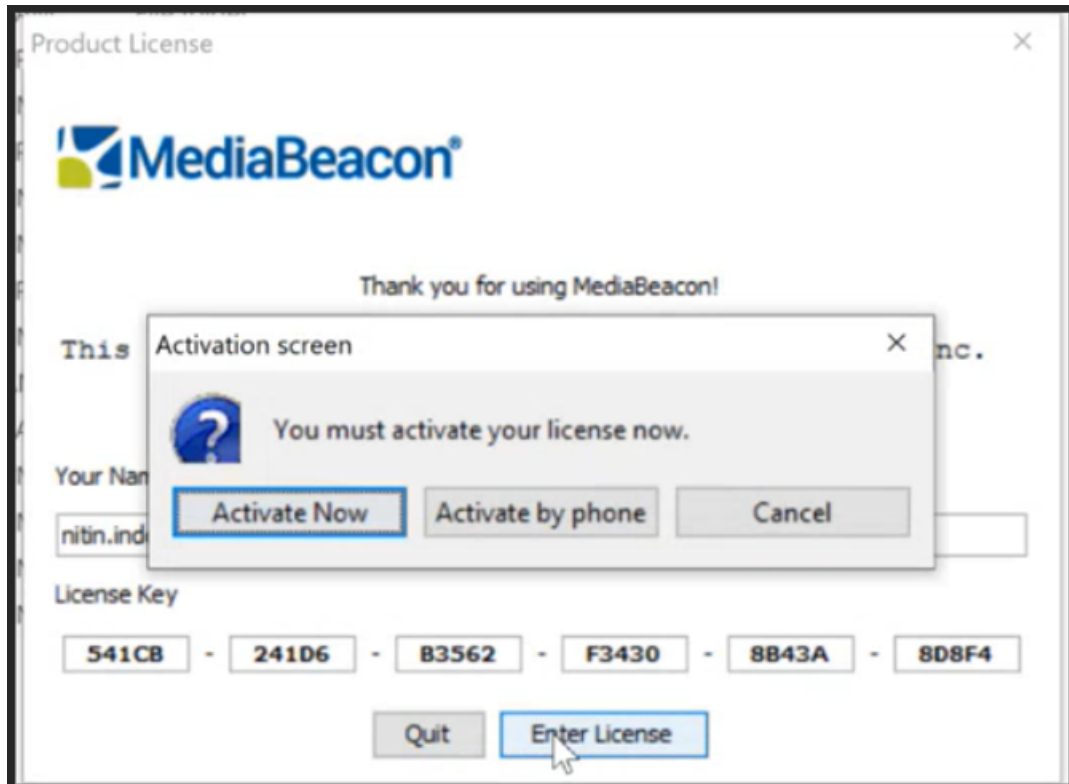 Product License
MediaBeacon®
Thank you for using MediaBeacon!
This nc.
Activation screen
You must activate your license now.
Activate Now Activate by phone Cancel
Your Nam
nitin.ind
License Key
541CB - 241D6 - B3562 - F3430 - 8B43A - 8D8F4
Quit Enter License